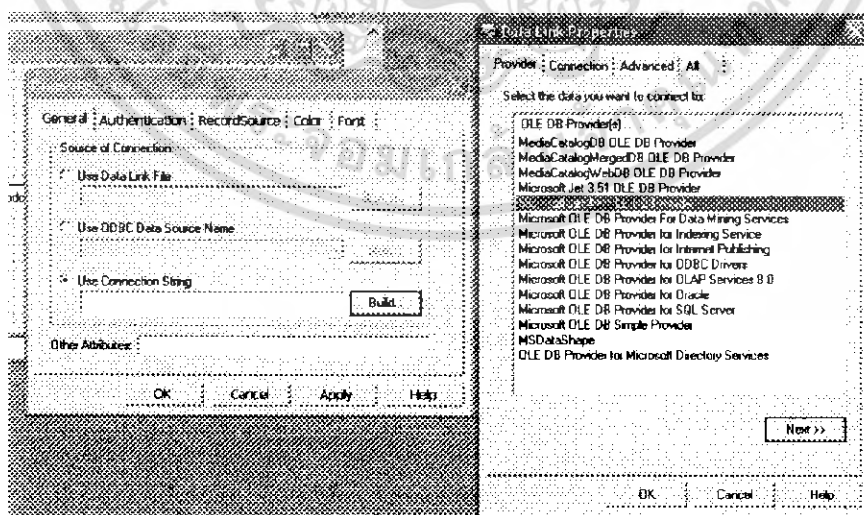 General Authentication RecordSource Color Font
Source of Connection
Use Data Link File
Use ODBC Data Source Name
Use Connection String
Build...
Other Attributes:
OK Cancel Apply Help
Data Link Properties
Provider Connection Advanced All
Select the data you want to connect to:
OLE DB Provider(s)
MediaCatalogDB OLE DB Provider
MediaCatalogMergedDB OLE DB Provider
MediaCatalogWebDB OLE DB Provider
Microsoft Jet 3.51 OLE DB Provider
Microsoft OLE DB Provider For Data Mining Services
Microsoft OLE DB Provider for Indexing Service
Microsoft OLE DB Provider for Internet Publishing
Microsoft OLE DB Provider for ODBC Drivers
Microsoft OLE DB Provider for OLAP Services 8.0
Microsoft OLE DB Provider for Oracle
Microsoft OLE DB Provider for SQL Server
Microsoft OLE DB Simple Provider
MSDataShape
OLE DB Provider for Microsoft Directory Services
Next >>
OK Cancel Help